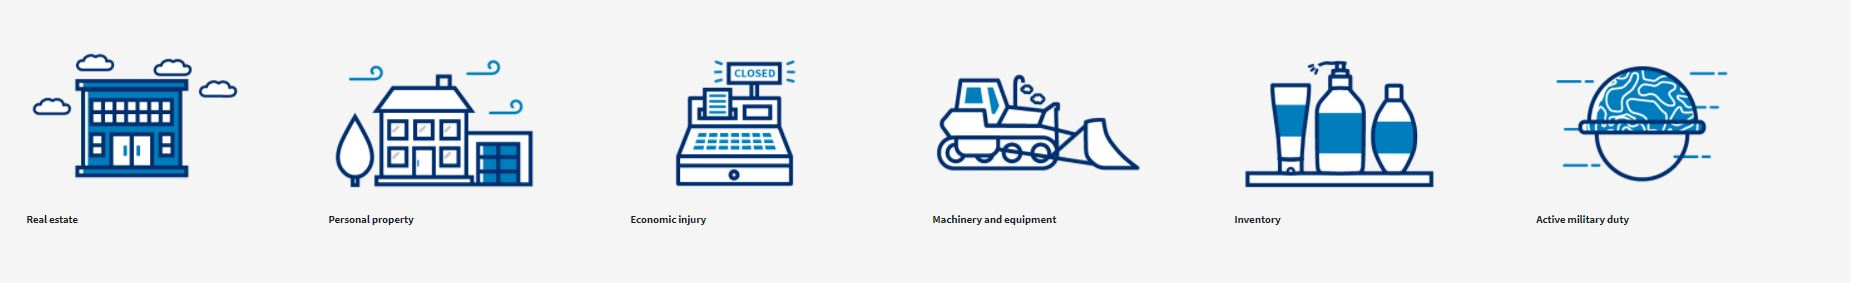 CLOSED
Real estate
Personal property
Economic injury
Machinery and equipment
Inventory
Active military duty